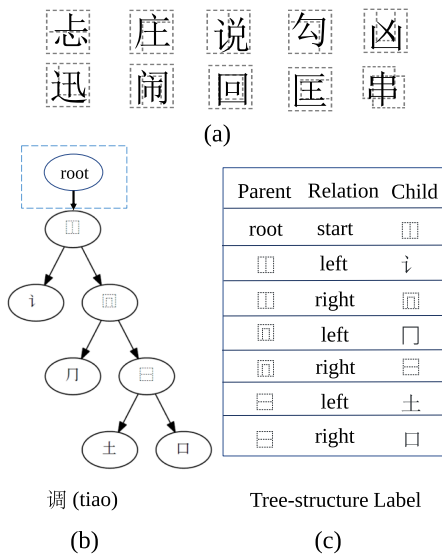 忐 庄 说 勾 凶
迅 闹 回 匡 串
(a)
root
⿰
讠 ⿵
⺆ ⿱
土 口
调 (tiao)
(b)
Parent Relation Child
root start ⿰
⿰ left 讠
⿰ right ⿵
⿵ left ⺆
⿵ right ⿱
⿱ left 土
⿱ right 口
Tree-structure Label
(c)